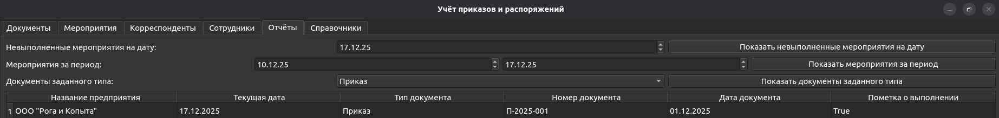 Учёт приказов и распоряжений
Документы Мероприятия Корреспонденты Сотрудники Отчёты Справочники
Невыполненные мероприятия на дату: 17.12.25 Показать невыполненные мероприятия на дату
Мероприятия за период: 10.12.25 17.12.25 Показать мероприятия за период
Документы заданного типа: Приказ Показать документы заданного типа
Название предприятия Текущая дата Тип документа Номер документа Дата документа Пометка о выполнении
1 ООО "Рога и Копыта" 17.12.2025 Приказ П-2025-001 01.12.2025 True